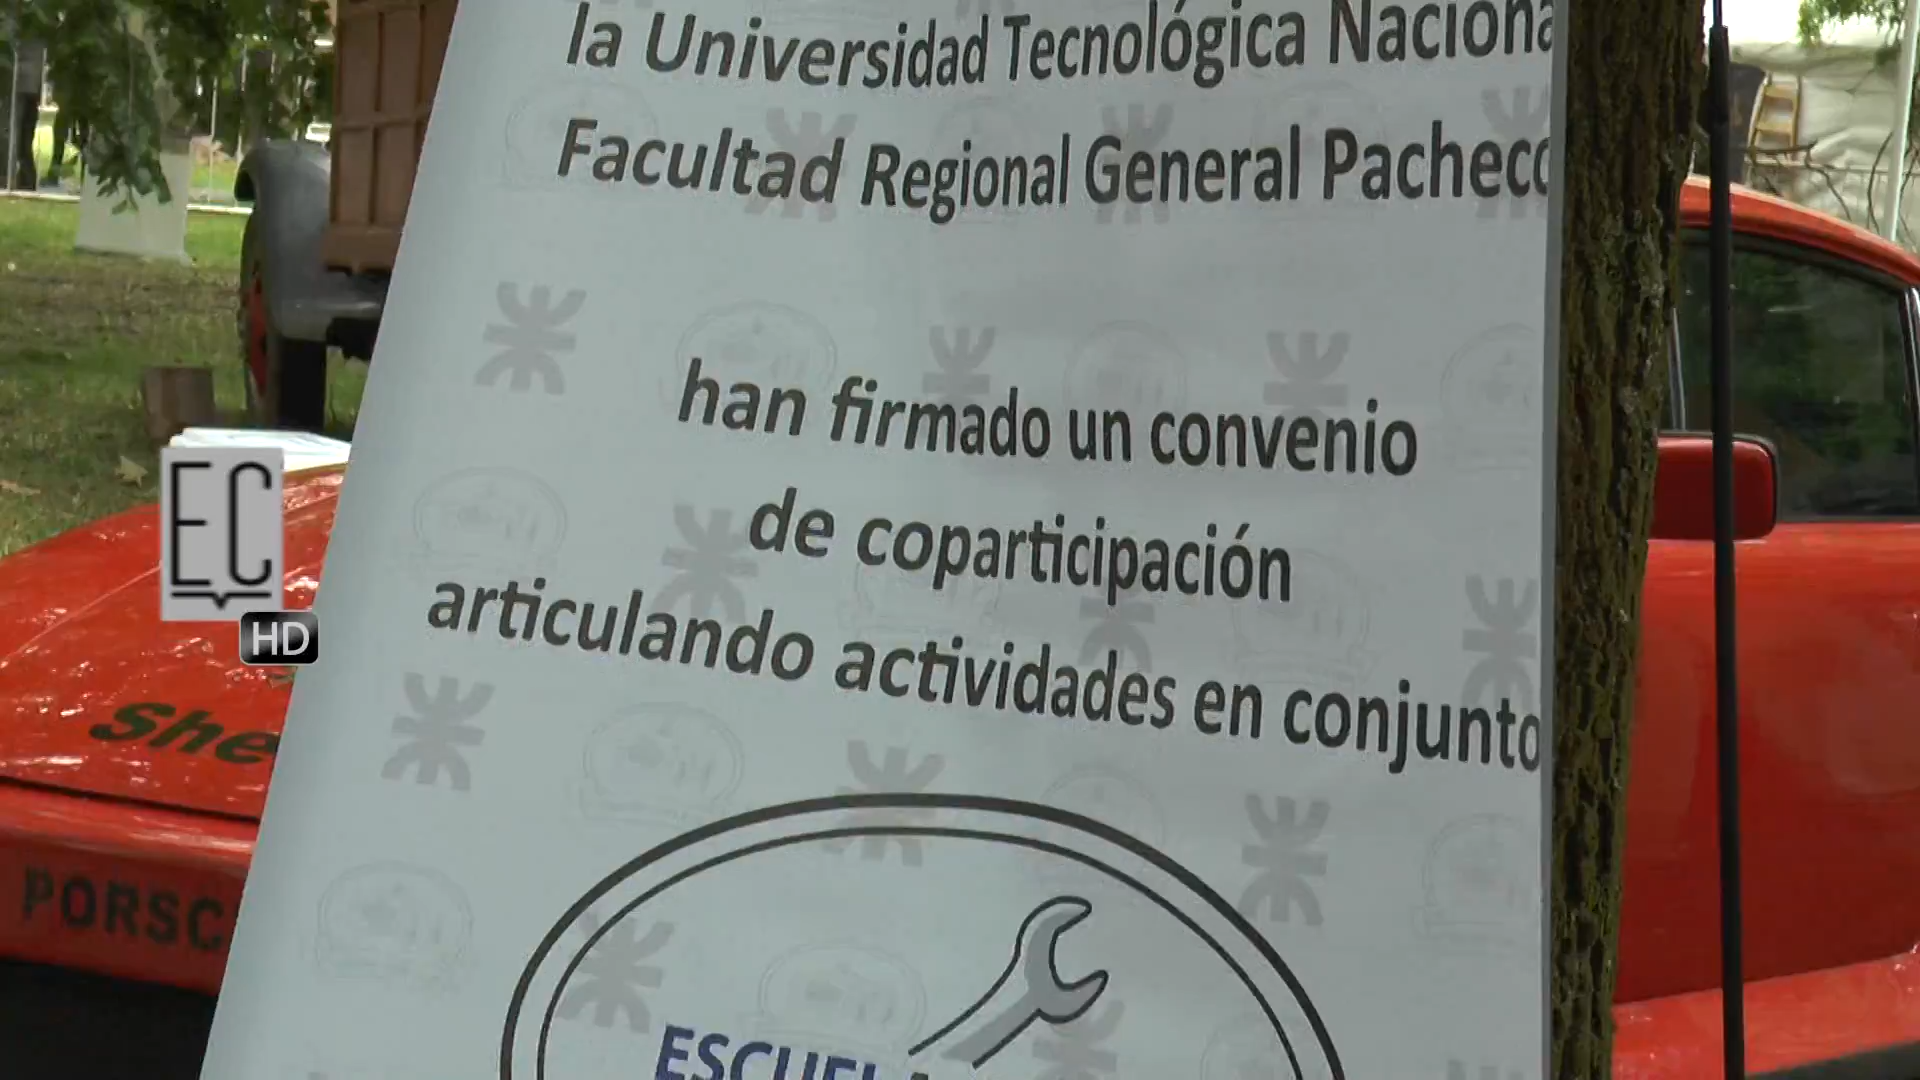 la Universidad Tecnológica Naciona
Facultad Regional General Pacheco
han firmado un convenio
de coparticipación
articulando actividades en conjunto
EC
HD
She
PORSC
ESCUELA